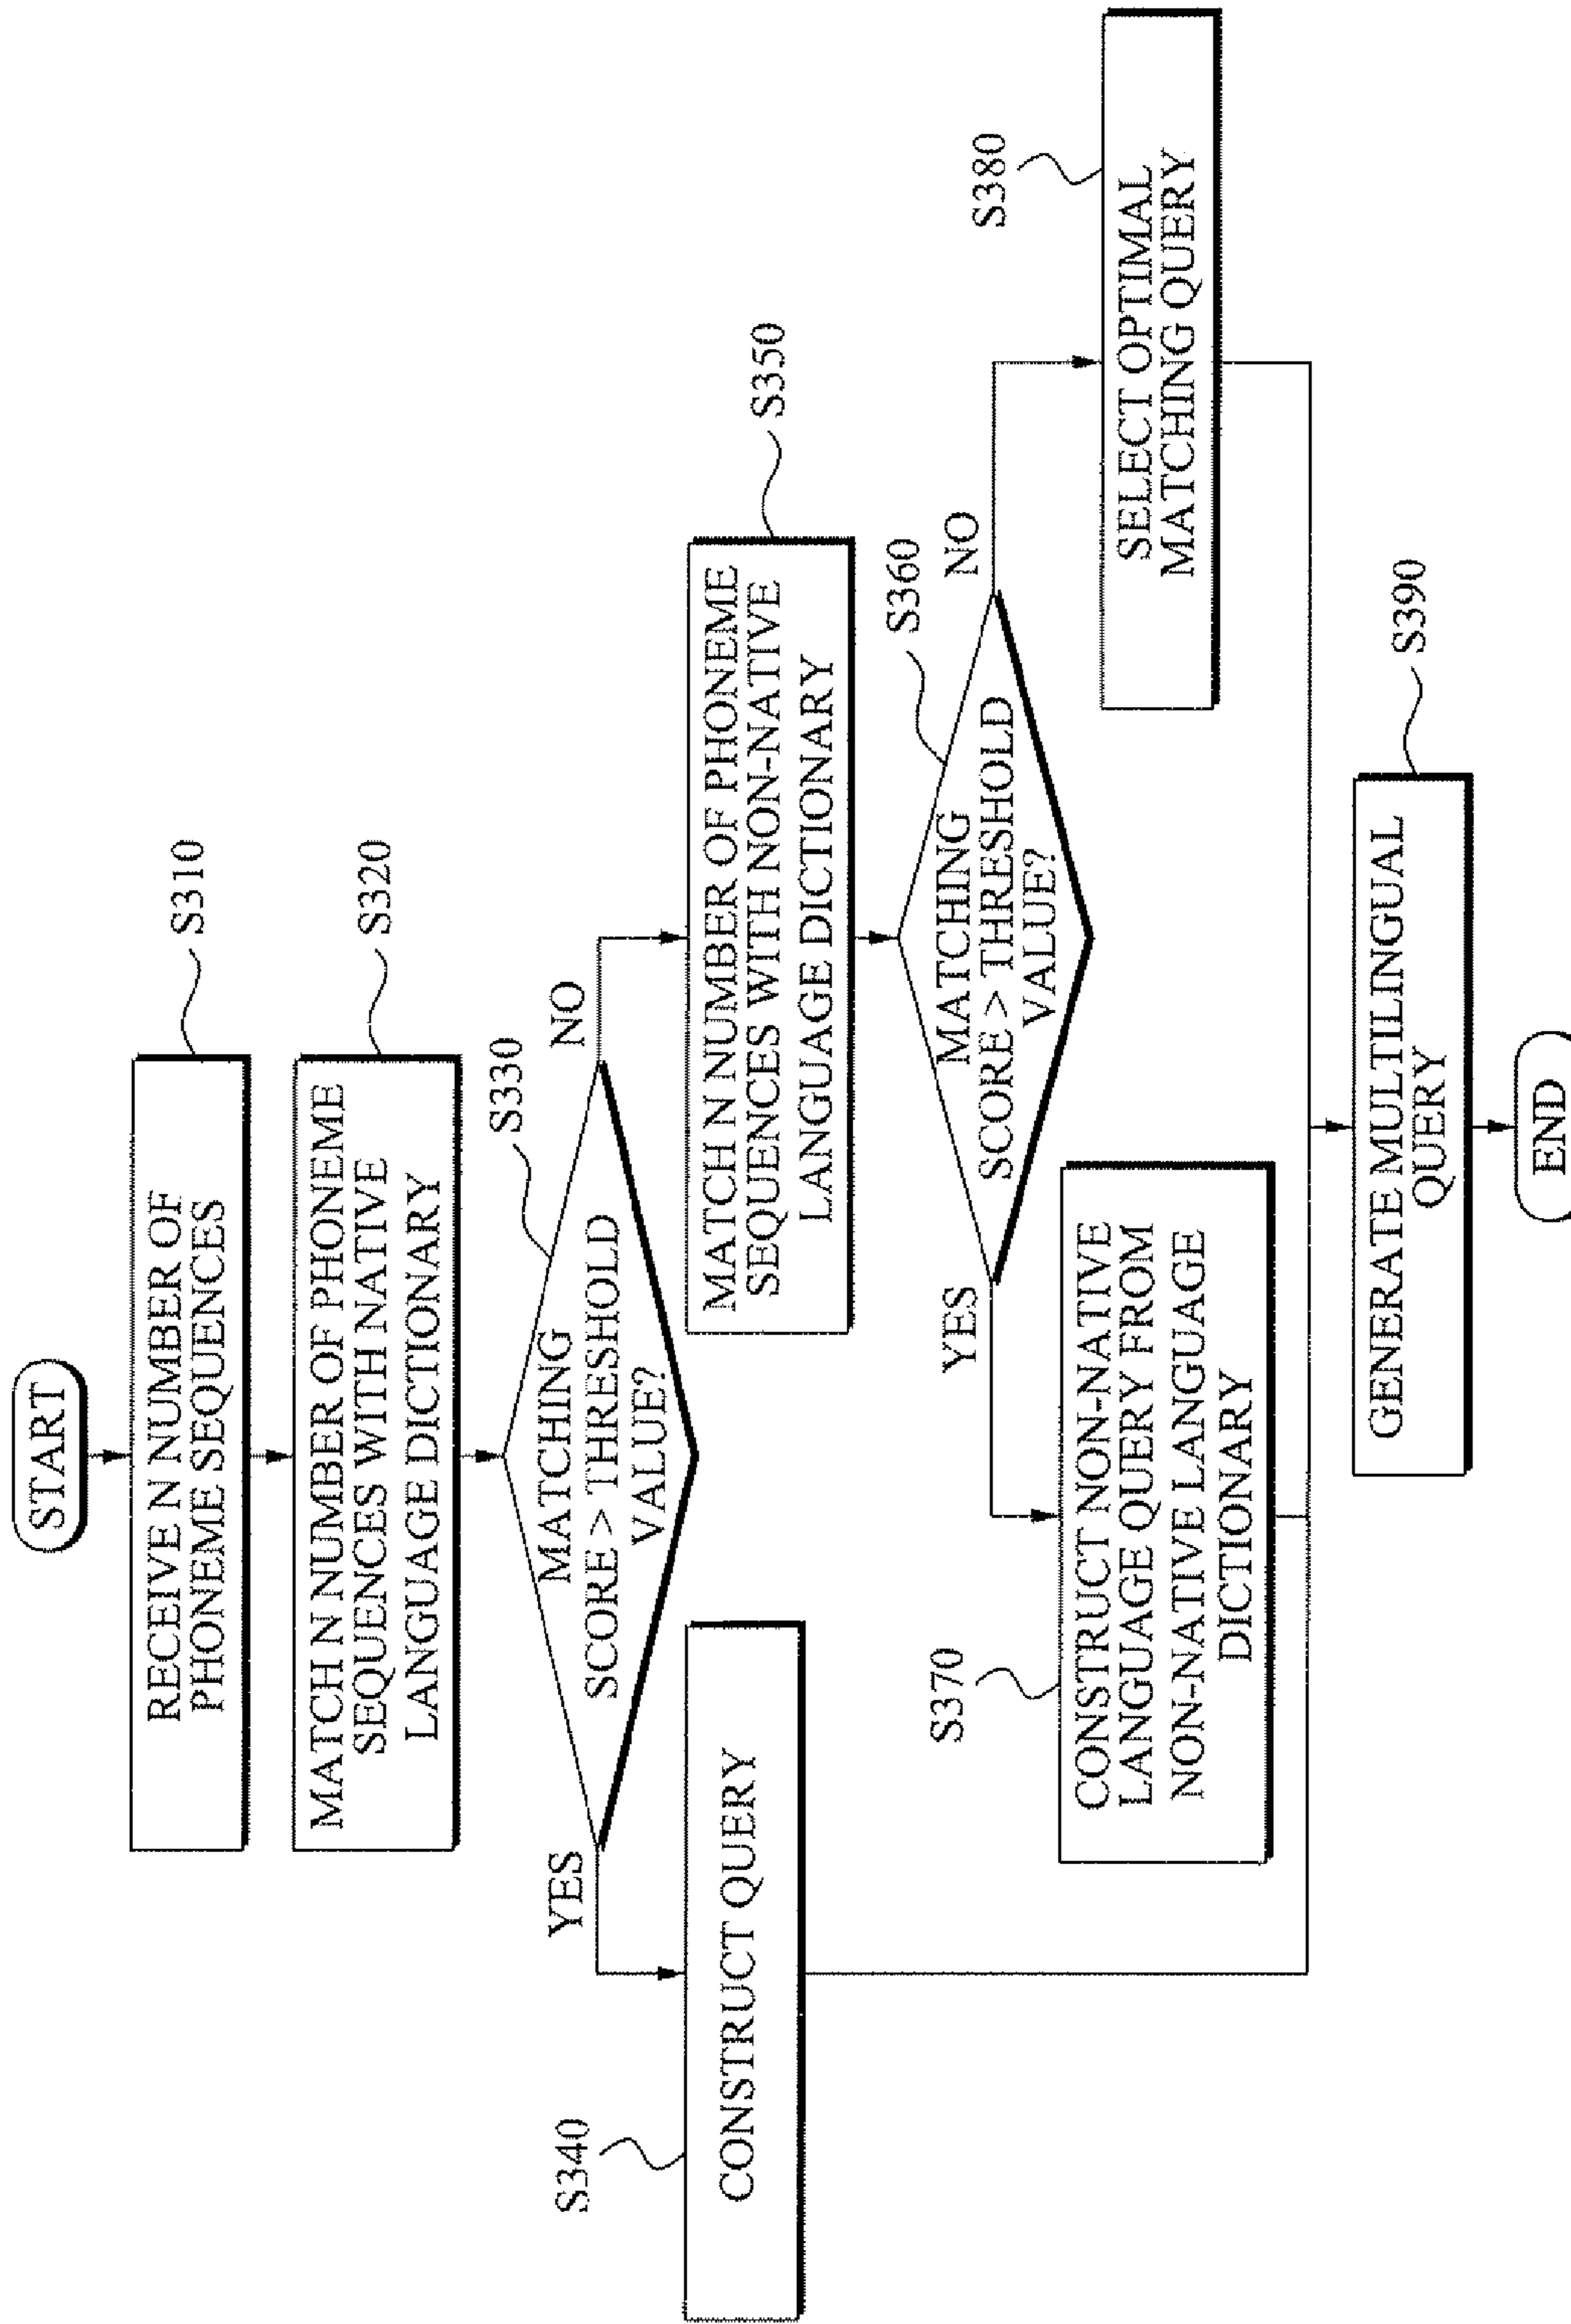 START
RECEIVE N NUMBER OF
PHONEME SEQUENCES
S310
MATCH N NUMBER OF PHONEME
SEQUENCES WITH NATIVE
LANGUAGE DICTIONARY
S320
MATCHING
SCORE > THRESHOLD
VALUE?
S330
YES
NO
S340
CONSTRUCT QUERY
MATCH N NUMBER OF PHONEME
SEQUENCES WITH NON-NATIVE
LANGUAGE DICTIONARY
S350
MATCHING
SCORE > THRESHOLD
VALUE?
S360
YES
NO
S370
CONSTRUCT NON-NATIVE
LANGUAGE QUERY FROM
NON-NATIVE LANGUAGE
DICTIONARY
S380
SELECT OPTIMAL
MATCHING QUERY
GENERATE MULTILINGUAL
QUERY
S390
END